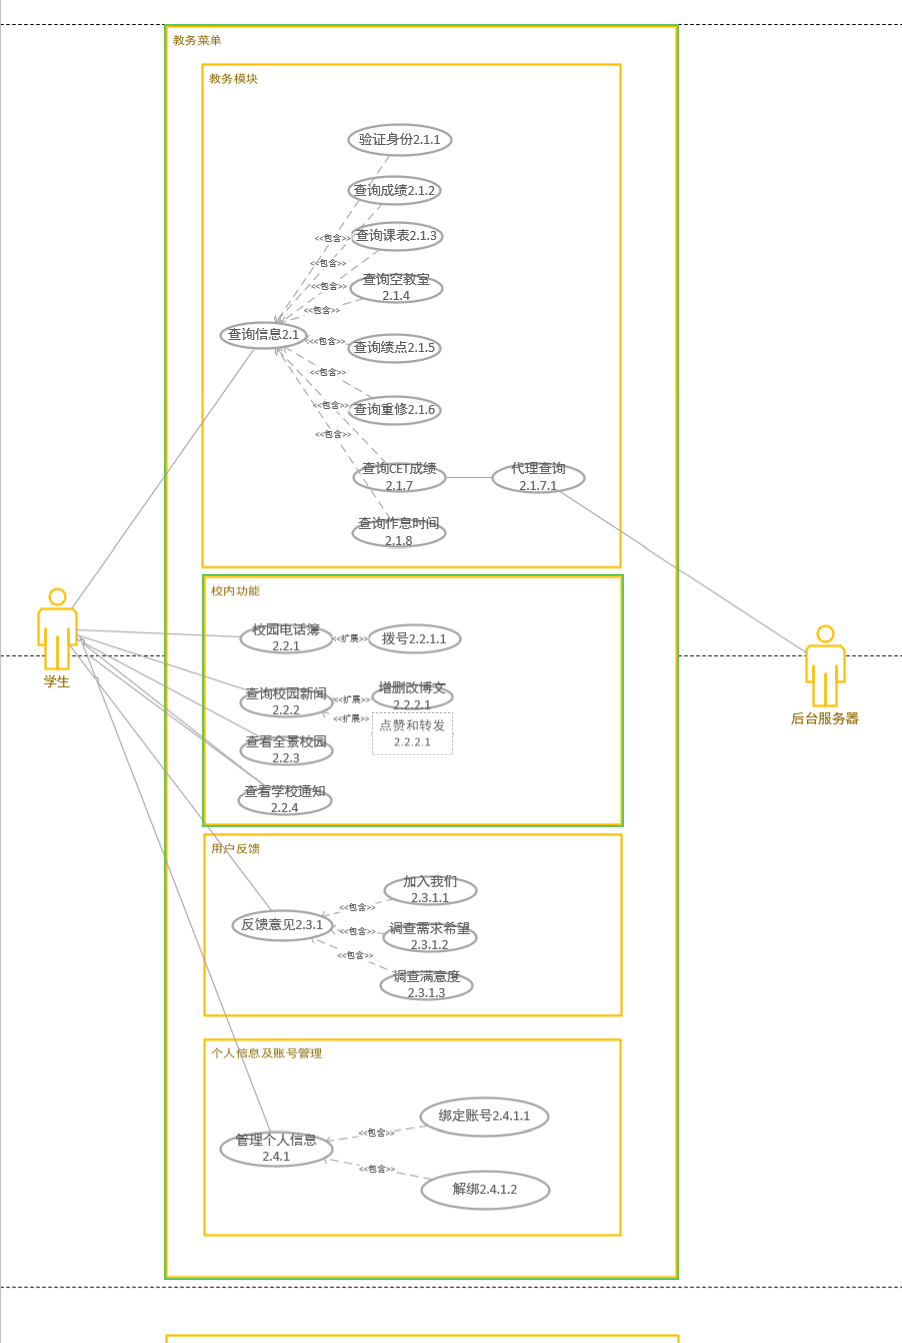 教务菜单
教务模块
验证身份2.1.1
查询成绩2.1.2
<<包含>>
查询课表2.1.3
<<包含>>
<<包含>>
查询空教室
2.1.4
<<包含>>
查询信息2.1
<<包含>>
查询绩点2.1.5
<<包含>>
<<包含>>
查询重修2.1.6
<<包含>>
查询CET成绩
2.1.7
代理查询
2.1.7.1
查询作息时间
2.1.8
校内功能
校园电话簿
2.2.1
<<扩展>>
拨号2.2.1.1
学生
查询校园新闻
2.2.2
<<扩展>>
增删改博文
2.2.2.1
<<扩展>>
点赞和转发
2.2.2.1
后台服务器
查看全景校园
2.2.3
查看学校通知
2.2.4
用户反馈
加入我们
2.3.1.1
<<包含>>
反馈意见2.3.1
<<包含>>
调查需求希望
2.3.1.2
<<包含>>
调查满意度
2.3.1.3
个人信息及账号管理
绑定账号2.4.1.1
<<包含>>
管理个人信息
2.4.1
<<包含>>
解绑2.4.1.2